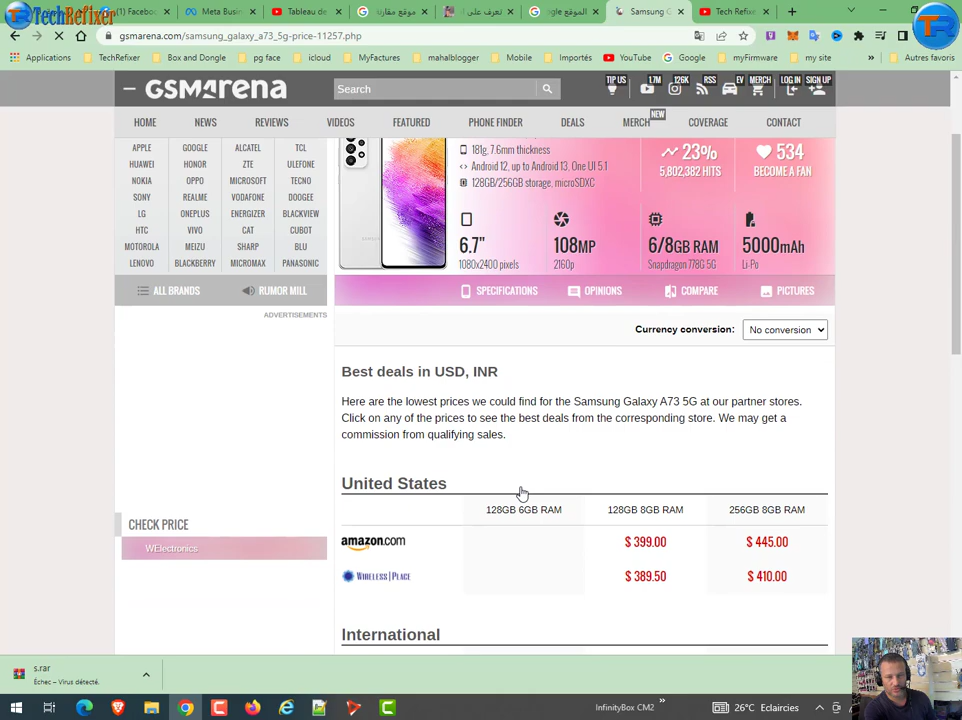 TechRefixer
(1) Facebo
Meta Busin
Tableau de
موقع مقارنة
تعرف على
الموقع gle
Samsung G
Tech Refix
gsmarena.com/samsung_galaxy_a73_5g-price-11257.php
Applications TechRefixer Box and Dongle pg face icloud MyFactures mahalblogger Mobile Importés YouTube Google myFirmware my site » Autres favoris
TR
GSMArena
Search
TIP US 1.7M 126K RSS EV MERCH LOG IN SIGN UP
HOME NEWS REVIEWS VIDEOS FEATURED PHONE FINDER DEALS MERCH NEW COVERAGE CONTACT
APPLE GOOGLE ALCATEL TCL
HUAWEI HONOR ZTE ULEFONE
NOKIA OPPO MICROSOFT TECNO
SONY REALME VODAFONE DOOGEE
LG ONEPLUS ENERGIZER BLACKVIEW
HTC VIVO CAT CUBOT
MOTOROLA MEIZU SHARP BLU
LENOVO BLACKBERRY MICROMAX PANASONIC
ALL BRANDS RUMOR MILL
SAMSUNG
181g, 7.6mm thickness
Android 12, up to Android 13, One UI 5.1
128GB/256GB storage, microSDXC
23%
5,802,382 HITS
534
BECOME A FAN
6.7"
1080x2400 pixels
108MP
2160p
6/8GB RAM
Snapdragon 778G 5G
5000mAh
Li-Po
SPECIFICATIONS OPINIONS COMPARE PICTURES
ADVERTISEMENTS
Currency conversion: No conversion
Best deals in USD, INR
Here are the lowest prices we could find for the Samsung Galaxy A73 5G at our partner stores.
Click on any of the prices to see the best deals from the corresponding store. We may get a
commission from qualifying sales.
United States
128GB 6GB RAM 128GB 8GB RAM 256GB 8GB RAM
amazon.com $ 399.00 $ 445.00
WIRELESS|PLACE $ 389.50 $ 410.00
International
CHECK PRICE
WElectronics
s.rar
Échec – Virus détecté.
InfinityBox CM2 »
26°C Eclaircies